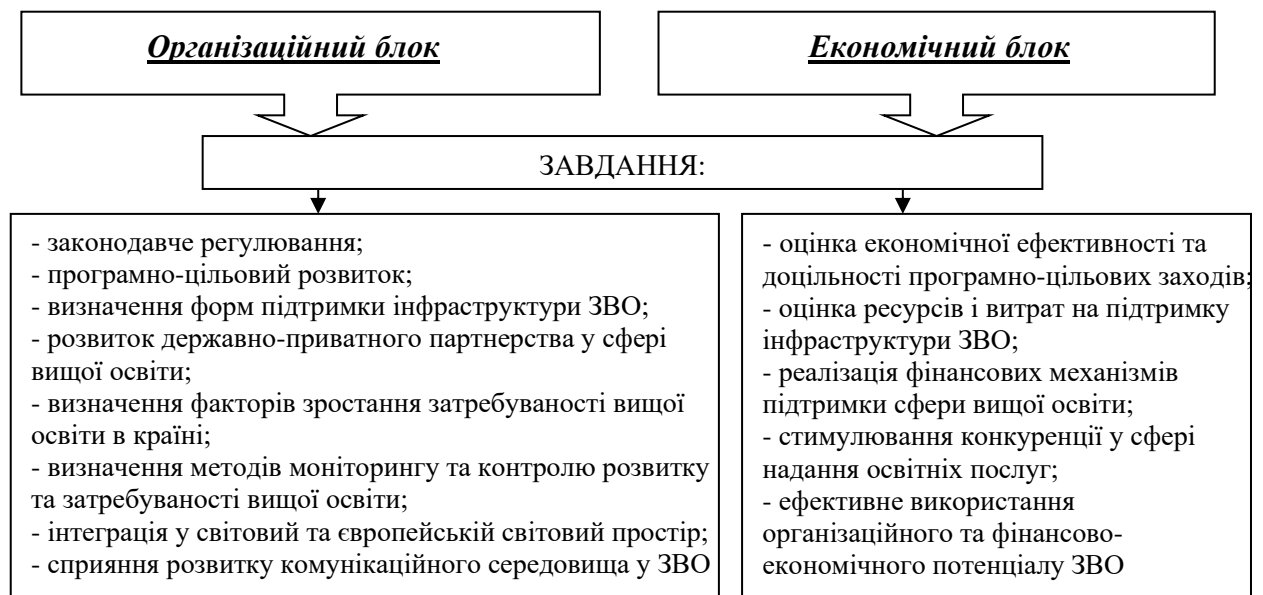 Організаційний блок
Економічний блок
ЗАВДАННЯ:
- законодавче регулювання;
- програмно-цільовий розвиток;
- визначення форм підтримки інфраструктури ЗВО;
- розвиток державно-приватного партнерства у сфері
вищої освіти;
- визначення факторів зростання затребуваності вищої
освіти в країні;
- визначення методів моніторингу та контролю розвитку
та затребуваності вищої освіти;
- інтеграція у світовий та європейській світовий простір;
- сприяння розвитку комунікаційного середовища у ЗВО
- оцінка економічної ефективності та
доцільності програмно-цільових заходів;
- оцінка ресурсів і витрат на підтримку
інфраструктури ЗВО;
- реалізація фінансових механізмів
підтримки сфери вищої освіти;
- стимулювання конкуренції у сфері
надання освітніх послуг;
- ефективне використання
організаційного та фінансово-
економічного потенціалу ЗВО